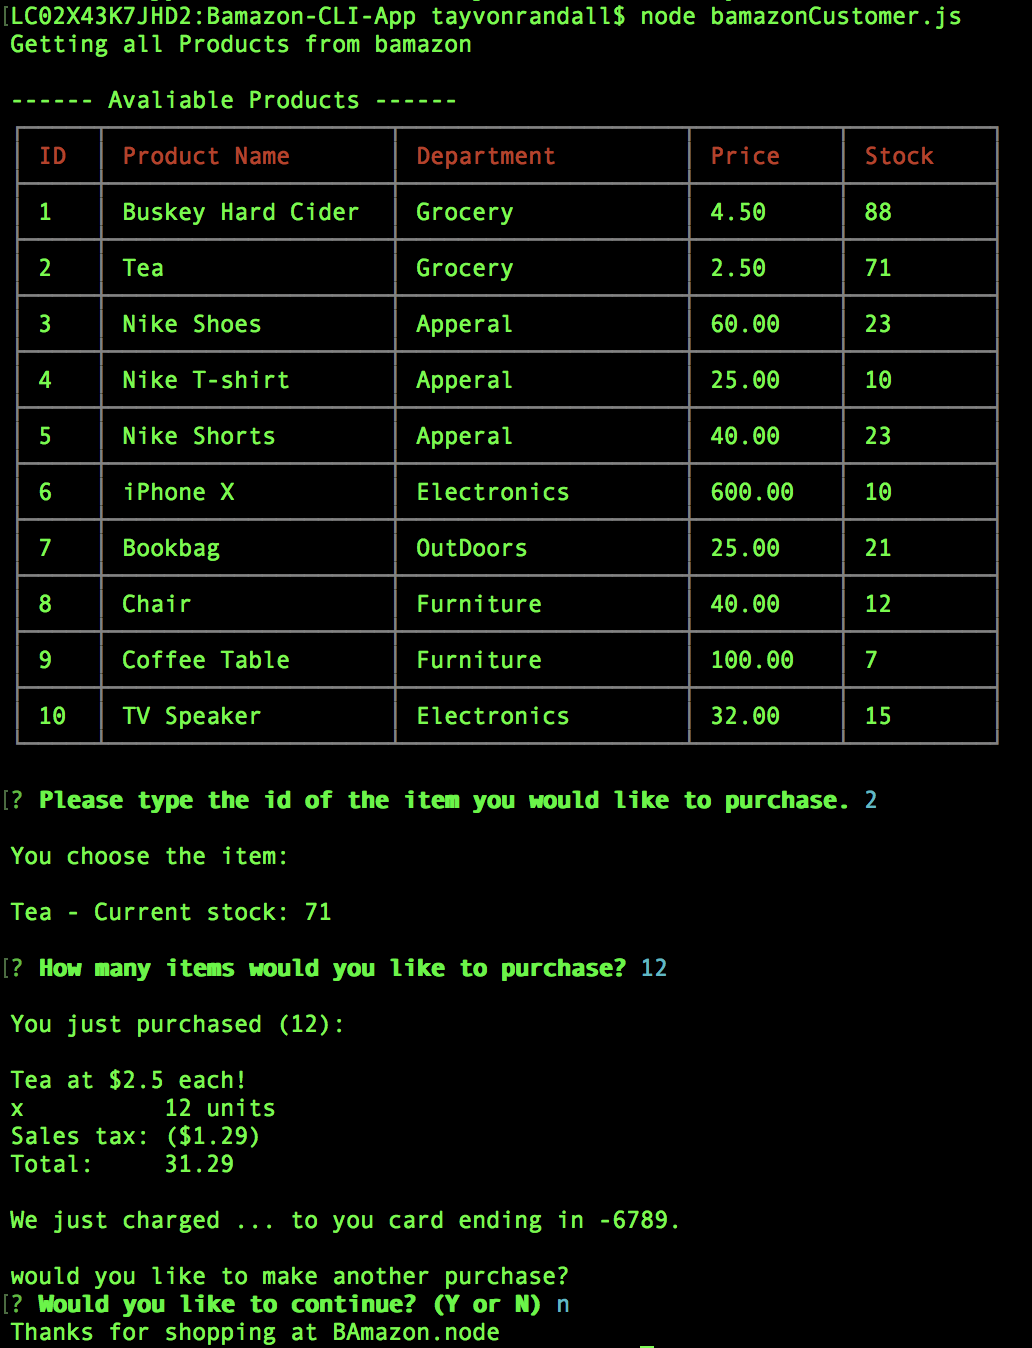 LC02X43K7JHD2:Bamazon-CLI-App tayvonrandall$ node bamazonCustomer.js
Getting all Products from bamazon
------ Avaliable Products ------
ID Product Name Department Price Stock
1 Buskey Hard Cider Grocery 4.50 88
2 Tea Grocery 2.50 71
3 Nike Shoes Apperal 60.00 23
4 Nike T-shirt Apperal 25.00 10
5 Nike Shorts Apperal 40.00 23
6 iPhone X Electronics 600.00 10
7 Bookbag OutDoors 25.00 21
8 Chair Furniture 40.00 12
9 Coffee Table Furniture 100.00 7
10 TV Speaker Electronics 32.00 15
? Please type the id of the item you would like to purchase. 2
You choose the item:
Tea - Current stock: 71
? How many items would you like to purchase? 12
You just purchased (12):
Tea at $2.5 each!
x 12 units
Sales tax: ($1.29)
Total: 31.29
We just charged ... to you card ending in -6789.
would you like to make another purchase?
? Would you like to continue? (Y or N) n
Thanks for shopping at BAmazon.node